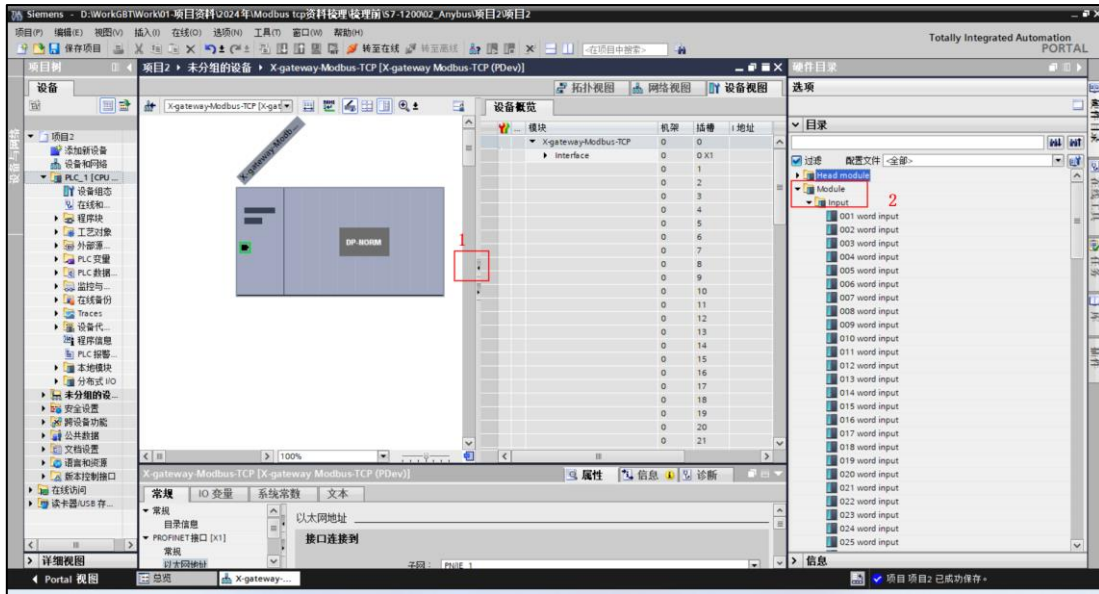 Siemens - D:\WorkGBT\Work\01-项目资料\2024年\Modbus tcp资料梳理\梳理前\S7-1200\02_Anybus\项目2\项目2
项目(P) 编辑(E) 视图(V) 插入(I) 在线(O) 选项(N) 工具(T) 窗口(W) 帮助(H)
Totally Integrated Automation
PORTAL
保存项目 转至在线 转至离线 <在项目中搜索>
项目树
项目2 ▸ 未分组的设备 ▸ X-gateway-Modbus-TCP [X-gateway Modbus-TCP (PDev)]
硬件目录
设备
拓扑视图 网络视图 设备视图
选项
X-gateway-Modbus-TCP [X-gat
设备概览
项目2
添加新设备
设备和网络
PLC_1 [CPU ...
设备组态
在线和...
程序块
工艺对象
外部源...
PLC 变量
PLC 数据...
监控与...
在线备份
Traces
设备代...
程序信息
PLC 报警...
本地模块
分布式 I/O
未分组的设...
安全设置
跨设备功能
公共数据
文档设置
语言和资源
版本控制接口
在线访问
读卡器/USB 存...
详细视图
X-gateway-Modb...
DP-NORM
1
100%
... 模块 机架 插槽 I 地址
X-gateway-Modbus-TCP 0 0
Interface 0 0 X1
0 1
0 2
0 3
0 4
0 5
0 6
0 7
0 8
0 9
0 10
0 11
0 12
0 13
0 14
0 15
0 16
0 17
0 18
0 19
0 20
0 21
X-gateway-Modbus-TCP [X-gateway Modbus-TCP (PDev)]
属性 信息 诊断
常规 IO 变量 系统常数 文本
常规
目录信息
PROFINET 接口 [X1]
常规
以太网地址
以太网地址
接口连接到
子网： PN/IE_1
目录
过滤 配置文件 <全部>
Head module
Module
Input
2
001 word input
002 word input
003 word input
004 word input
005 word input
006 word input
007 word input
008 word input
009 word input
010 word input
011 word input
012 word input
013 word input
014 word input
015 word input
016 word input
017 word input
018 word input
019 word input
020 word input
021 word input
022 word input
023 word input
024 word input
025 word input
信息
Portal 视图 总览 X-gateway-...
项目 项目2 已成功保存。